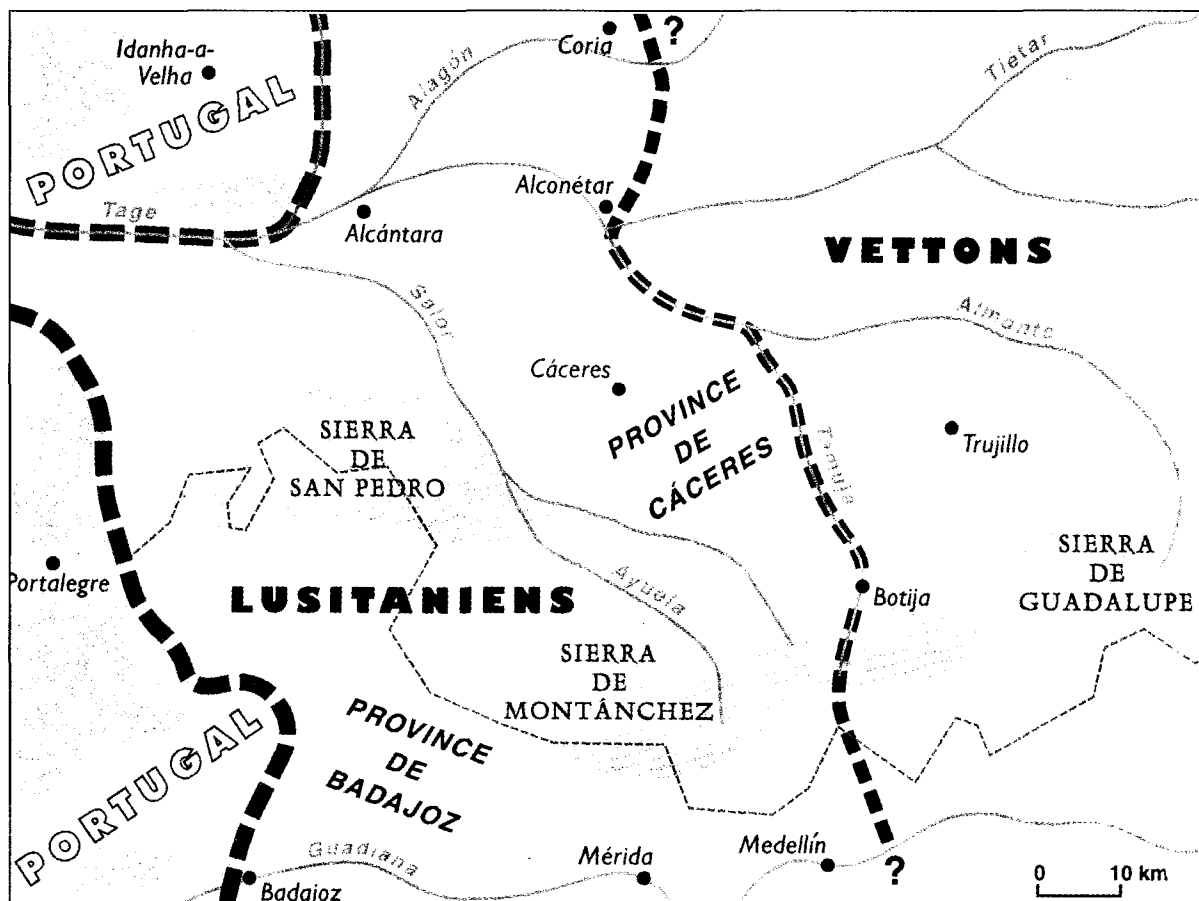 Idanha-a-
Velha
PORTUGAL
Coria
?
Alagón
Tiétar
Tage
Alcántara
Alconétar
VETTONS
Salor
Almonte
Cáceres
PROVINCE
DE
CÁCERES
Tamuja
Trujillo
SIERRA
DE
SAN PEDRO
Portalegre
LUSITANIENS
Ayuela
Botija
SIERRA
DE
GUADALUPE
SIERRA
DE
MONTÁNCHEZ
PROVINCE
DE
BADAJOZ
PORTUGAL
Guadiana
Badajoz
Mérida
Medellín
?
0 10 km